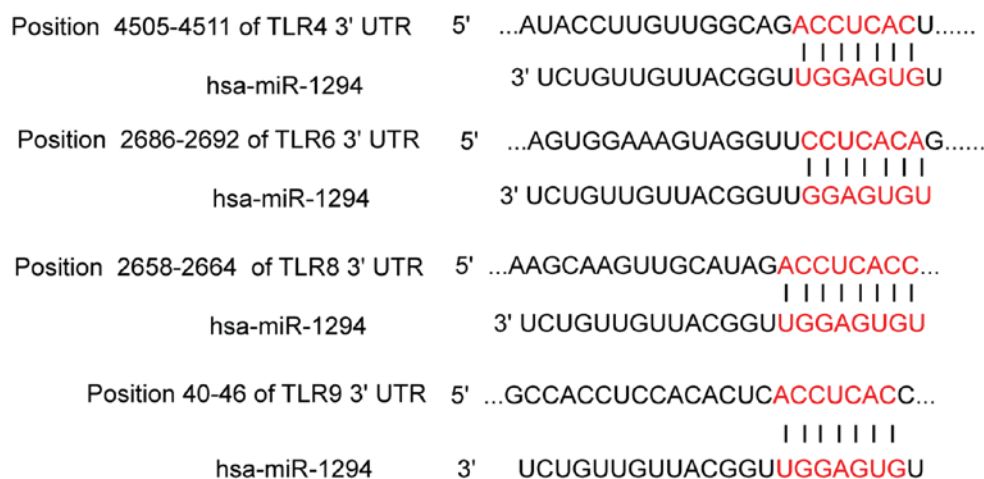 Position 4505-4511 of TLR4 3' UTR 5' ...AUACCUUGUUGGCAGACCUCACU......
hsa-miR-1294 3' UCUGUUGUUACGGUUGGAGUGU
Position 2686-2692 of TLR6 3' UTR 5' ...AGUGGAAAGUAGGUUCCUCACAG......
hsa-miR-1294 3' UCUGUUGUUACGGUUGGAGUGU
Position 2658-2664 of TLR8 3' UTR 5' ...AAGCAAGUUGCAUAGACCUCACC...
hsa-miR-1294 3' UCUGUUGUUACGGUUGGAGUGU
Position 40-46 of TLR9 3' UTR 5' ...GCCACCUCCACACUCACCUCACC...
hsa-miR-1294 3' UCUGUUGUUACGGUUGGAGUGU